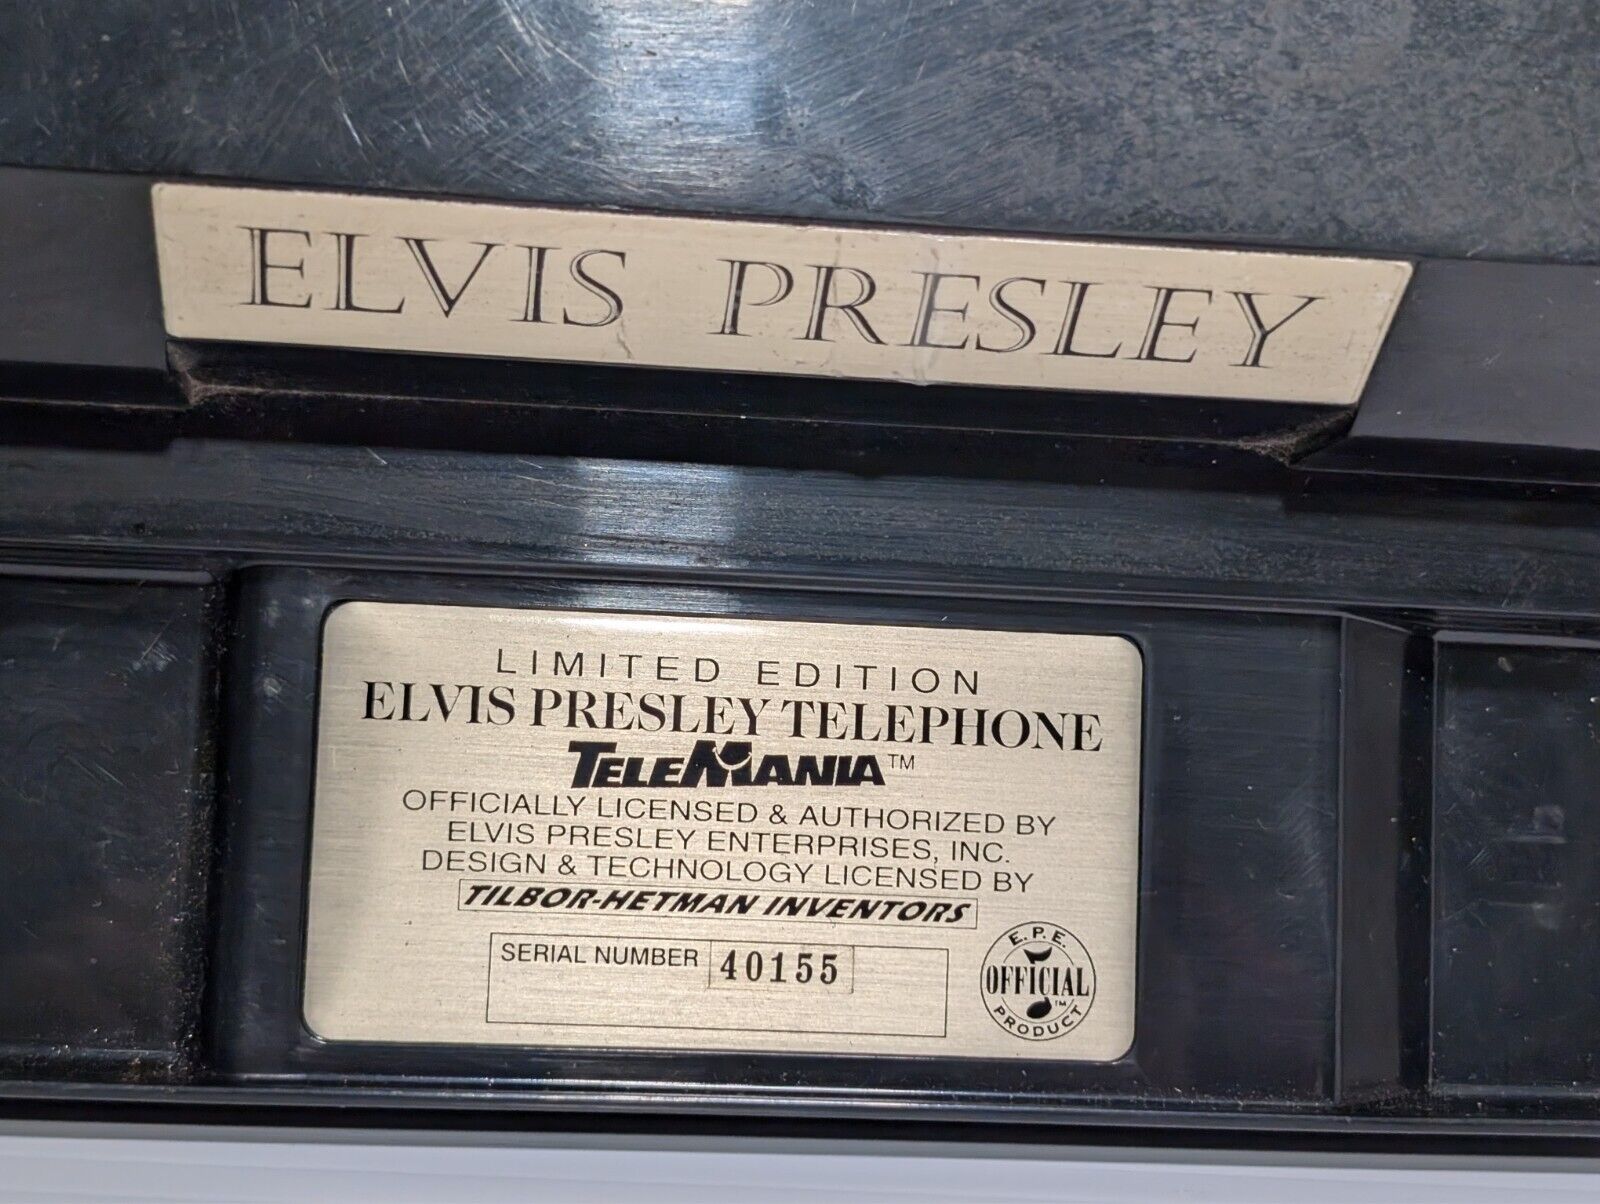 ELVIS PRESLEY
LIMITED EDITION
ELVIS PRESLEY TELEPHONE
TELEMANIA™
OFFICIALLY LICENSED & AUTHORIZED BY
ELVIS PRESLEY ENTERPRISES, INC.
DESIGN & TECHNOLOGY LICENSED BY
TILBOR-HETMAN INVENTORS
SERIAL NUMBER 40155
E.P.E.
OFFICIAL
™
PRODUCT